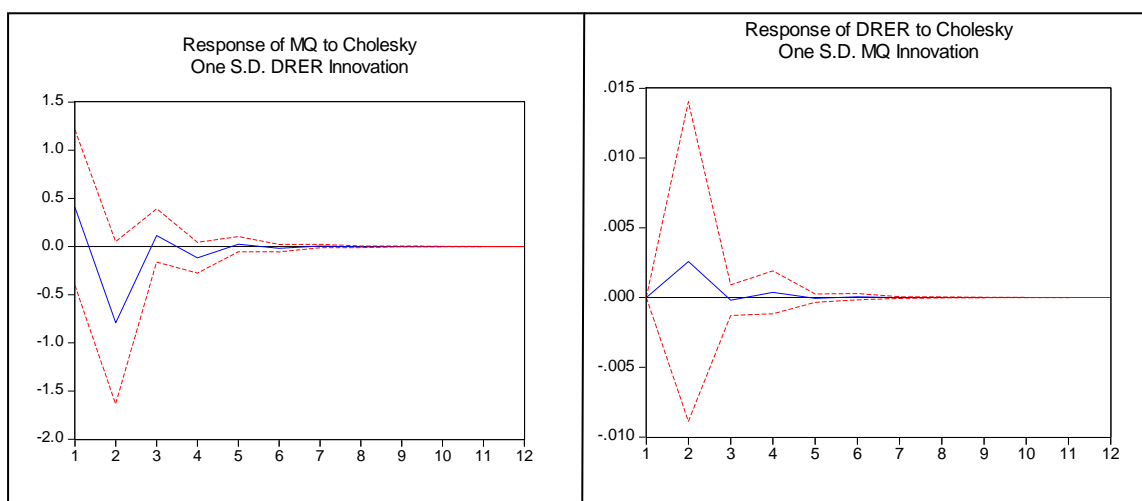 Response of MQ to Cholesky
One S.D. DRER Innovation
1.5
1.0
0.5
0.0
-0.5
-1.0
-1.5
-2.0
1 2 3 4 5 6 7 8 9 10 11 12
Response of DRER to Cholesky
One S.D. MQ Innovation
.015
.010
.005
.000
-.005
-.010
1 2 3 4 5 6 7 8 9 10 11 12